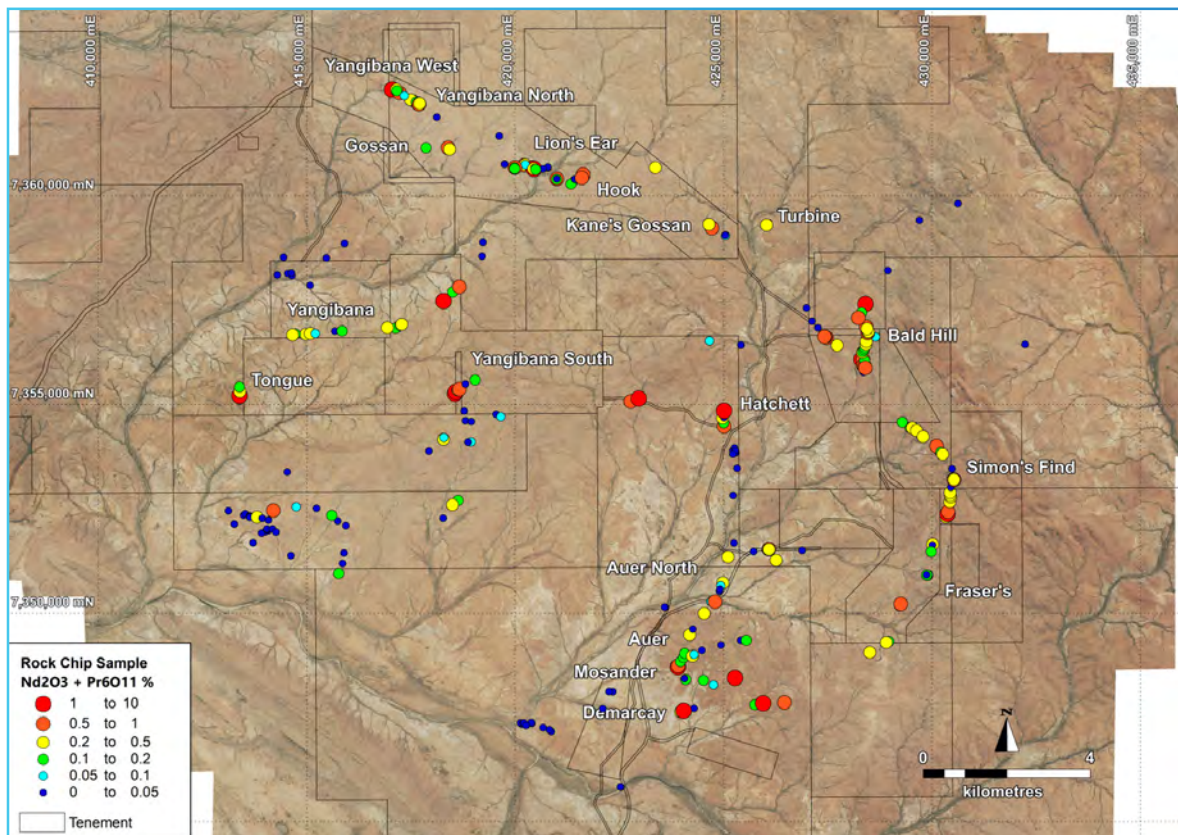 410,000 mE
415,000 mE
420,000 mE
425,000 mE
430,000 mE
435,000 mE
Yangibana West
Yangibana North
Gossan
Lion's Ear
7,360,000 mN
Hook
Kane's Gossan
Turbine
Yangibana
Bald Hill
Yangibana South
Tongue
7,355,000 mN
Hatchett
Simon's Find
Auer North
Fraser's
7,350,000 mN
Auer
Mosander
Demarcay
Rock Chip Sample
Nd2O3 + Pr6O11 %
1 to 10
0.5 to 1
0.2 to 0.5
0.1 to 0.2
0.05 to 0.1
0 to 0.05
Tenement
N
0 4
kilometres